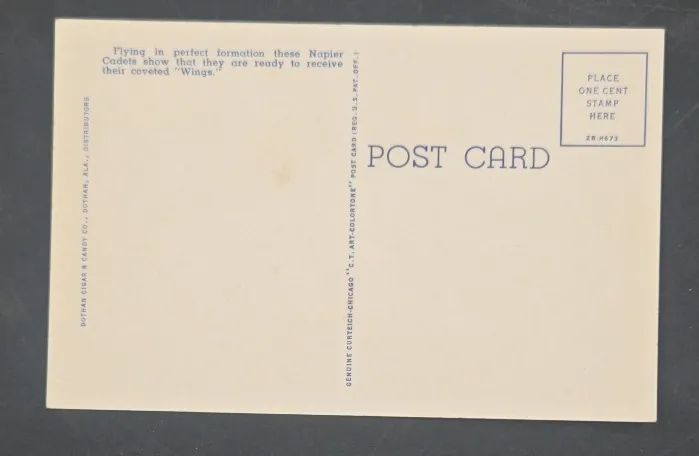 Flying in perfect formation these Napier
Cadets show that they are ready to receive
their coveted "Wings."
DOTHAN CIGAR & CANDY CO., DOTHAN, ALA., DISTRIBUTORS
GENUINE CURTEICH-CHICAGO "C.T. ART-COLORTONE" POST CARD (REG. U. S. PAT. OFF.)
POST CARD
PLACE
ONE CENT
STAMP
HERE
2B-H573